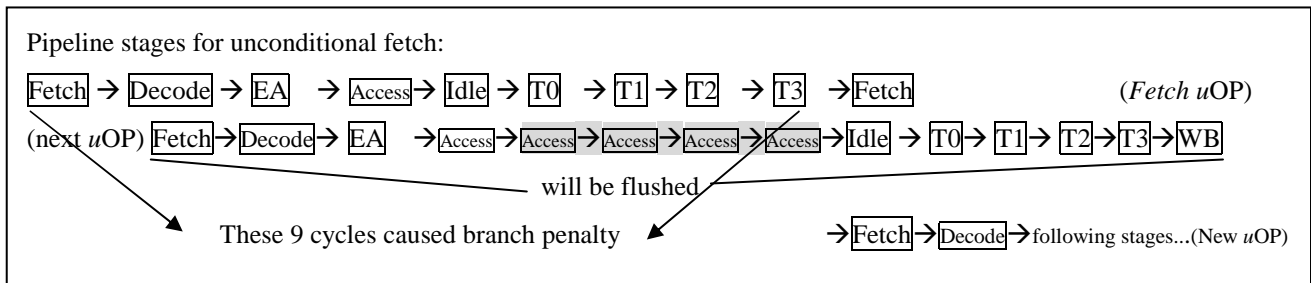 Pipeline stages for unconditional fetch:
Fetch → Decode → EA → Access → Idle → T0 → T1 → T2 → T3 → Fetch (Fetch uOP)
(next uOP) Fetch → Decode → EA → Access → Access → Access → Access → Access → Idle → T0 → T1 → T2 → T3 → WB
will be flushed
These 9 cycles caused branch penalty → Fetch → Decode → following stages...(New uOP)